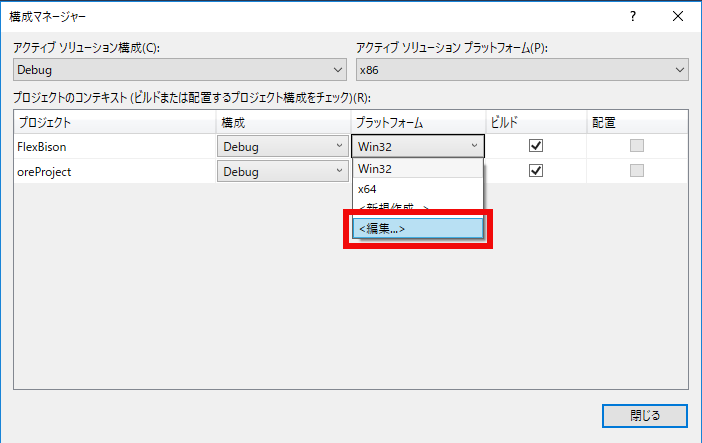 構成マネージャー
?
アクティブ ソリューション構成(C):
アクティブ ソリューション プラットフォーム(P):
Debug
x86
プロジェクトのコンテキスト (ビルドまたは配置するプロジェクト構成をチェック)(R):
プロジェクト 構成 プラットフォーム ビルド 配置
FlexBison Debug Win32
oreProject Debug
Win32
x64
<新規作成...>
<編集...>
閉じる